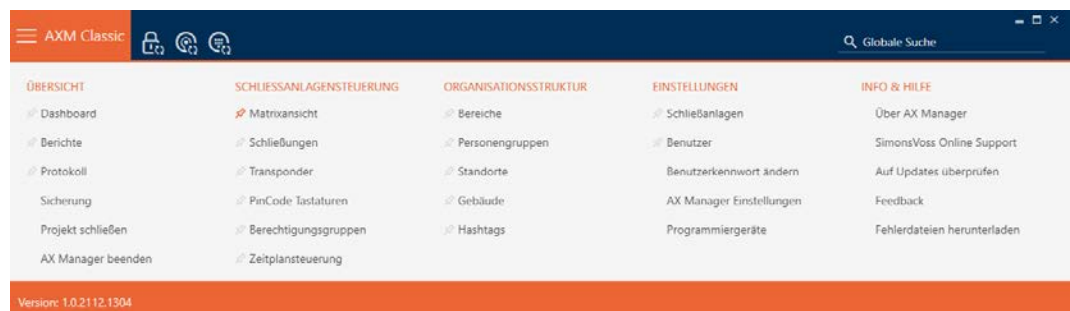 AXM Classic
Globale Suche
ÜBERSICHT
Dashboard
Berichte
Protokoll
Sicherung
Projekt schließen
AX Manager beenden
SCHLIESSANLAGENSTEUERUNG
Matrixansicht
Schließungen
Transponder
PinCode Tastaturen
Berechtigungsgruppen
Zeitplansteuerung
ORGANISATIONSSTRUKTUR
Bereiche
Personengruppen
Standorte
Gebäude
Hashtags
EINSTELLUNGEN
Schließanlagen
Benutzer
Benutzerkennwort ändern
AX Manager Einstellungen
Programmiergeräte
INFO & HILFE
Über AX Manager
SimonsVoss Online Support
Auf Updates überprüfen
Feedback
Fehlerdateien herunterladen
Version: 1.0.2112.1304